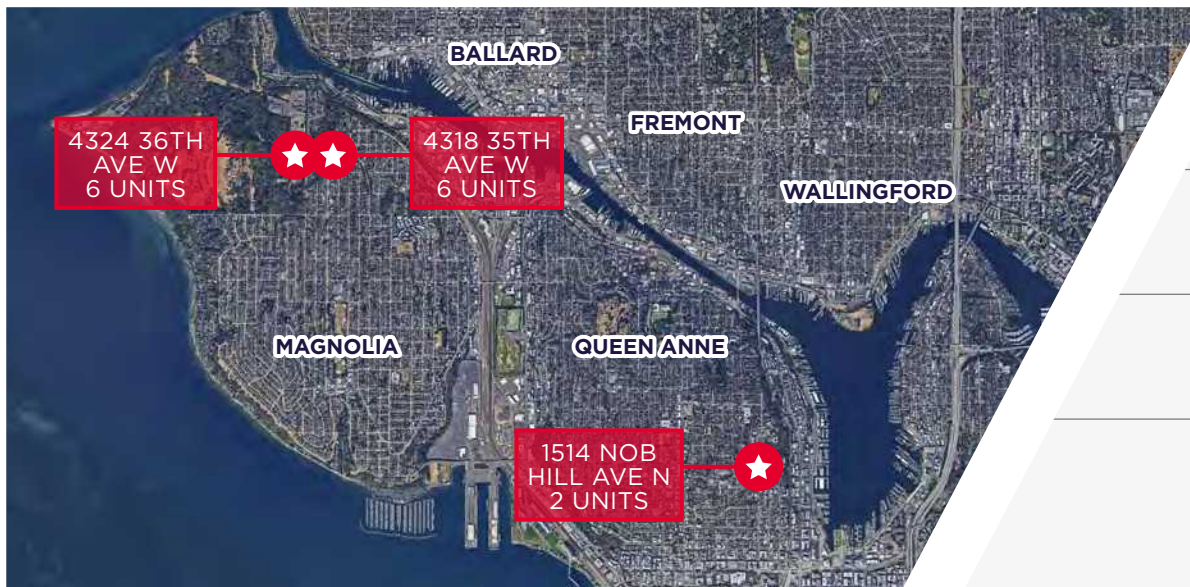 BALLARD
FREMONT
4324 36TH
AVE W
6 UNITS
4318 35TH
AVE W
6 UNITS
WALLINGFORD
MAGNOLIA
QUEEN ANNE
1514 NOB
HILL AVE N
2 UNITS